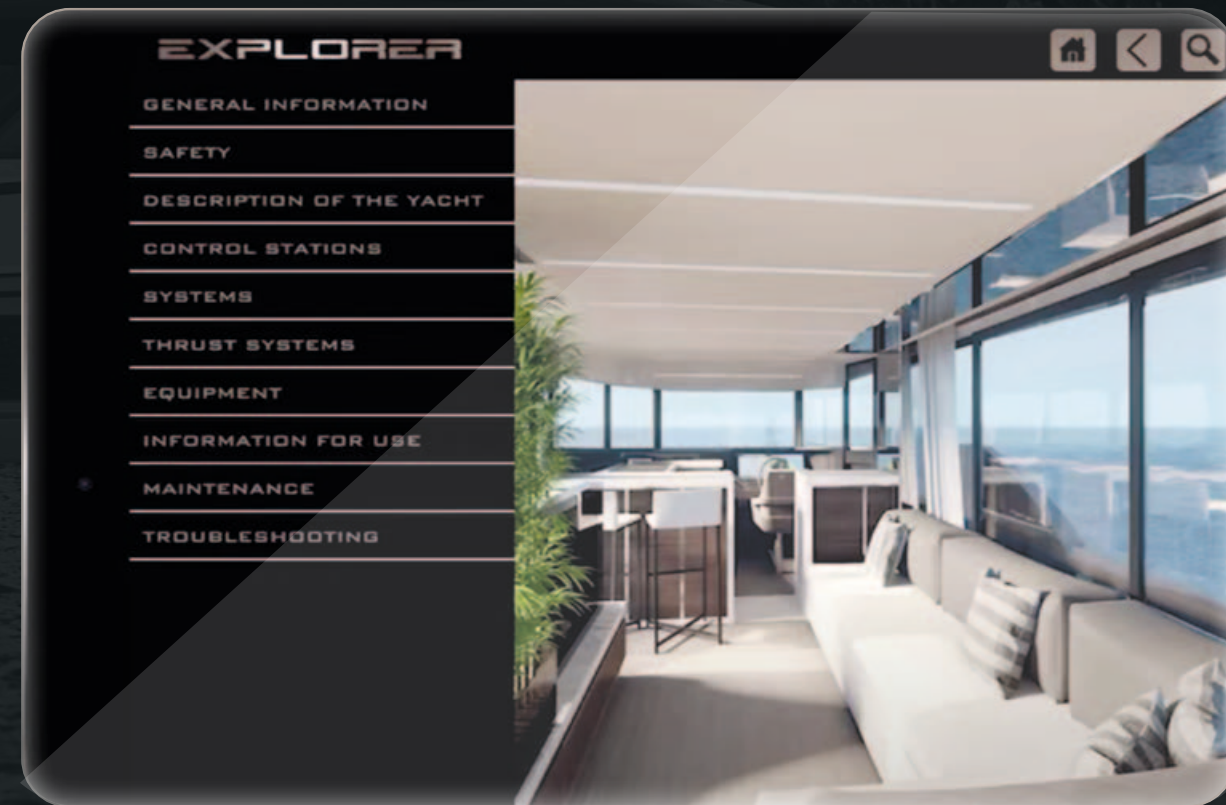 EXPLORER
GENERAL INFORMATION
SAFETY
DESCRIPTION OF THE YACHT
CONTROL STATIONS
SYSTEMS
THRUST SYSTEMS
EQUIPMENT
INFORMATION FOR USE
MAINTENANCE
TROUBLESHOOTING